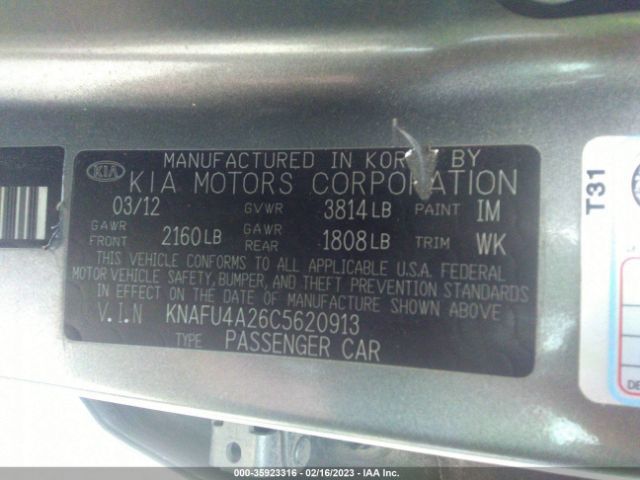 MANUFACTURED IN KOREA BY
KIA KIA MOTORS CORPORATION
03/12 GVWR 3814 LB PAINT IM
GAWR FRONT 2160 LB GAWR REAR 1808 LB TRIM WK
THIS VEHICLE CONFORMS TO ALL APPLICABLE U.S.A. FEDERAL
MOTOR VEHICLE SAFETY, BUMPER, AND THEFT PREVENTION STANDARDS
IN EFFECT ON THE DATE OF MANUFACTURE SHOWN ABOVE
V.I.N KNAFU4A26C5620913
TYPE PASSENGER CAR
T31
DE
000-35923316 - 02/16/2023 - IAA Inc.